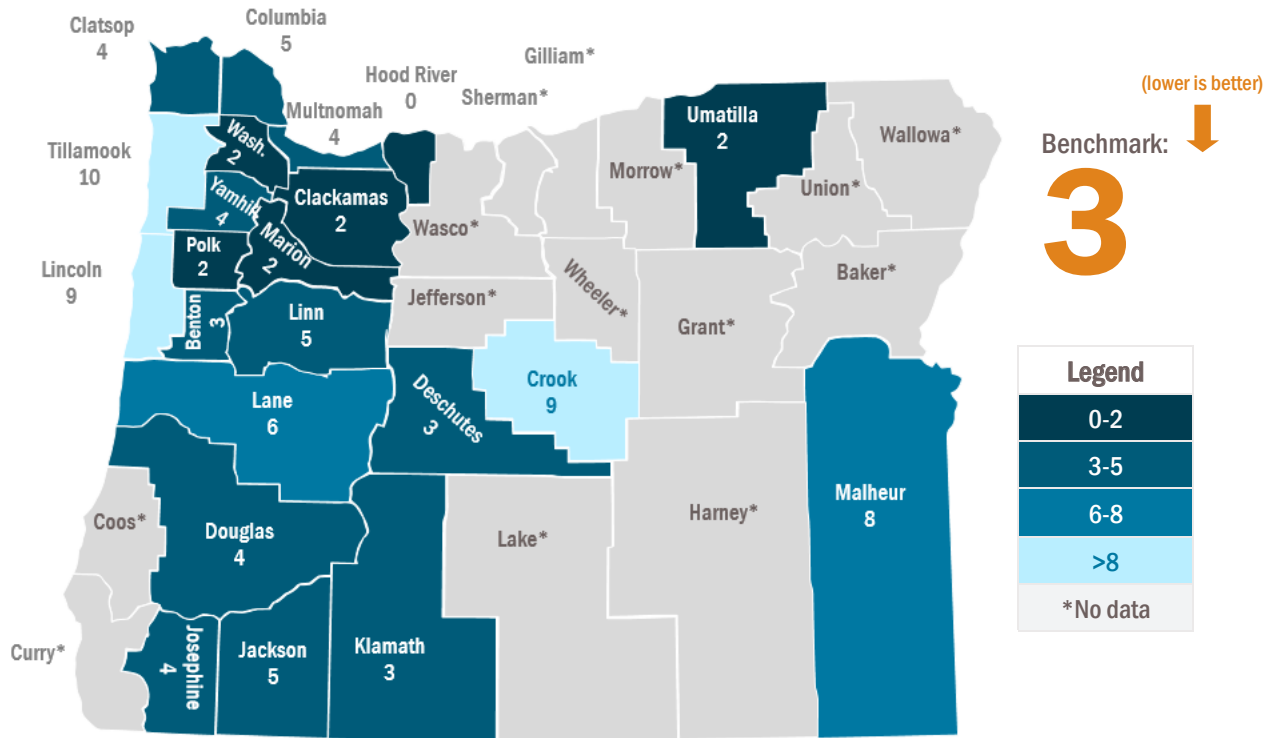 Clatsop
4
Columbia
5
Hood River
0
Gilliam*
Sherman*
Multnomah
4
Tillamook
10
Wash.
2
Yamhill
4
Clackamas
2
Umatilla
2
Wallowa*
Morrow*
Union*
Wasco*
Marion
2
Polk
2
Lincoln
9
Benton
3
Linn
5
Jefferson*
Wheeler*
Grant*
Baker*
Crook
9
Lane
6
Deschutes
3
Coos*
Douglas
4
Lake*
Harney*
Malheur
8
Curry*
Josephine
4
Jackson
5
Klamath
3
(lower is better)
Benchmark:
3
Legend
0-2
3-5
6-8
>8
*No data